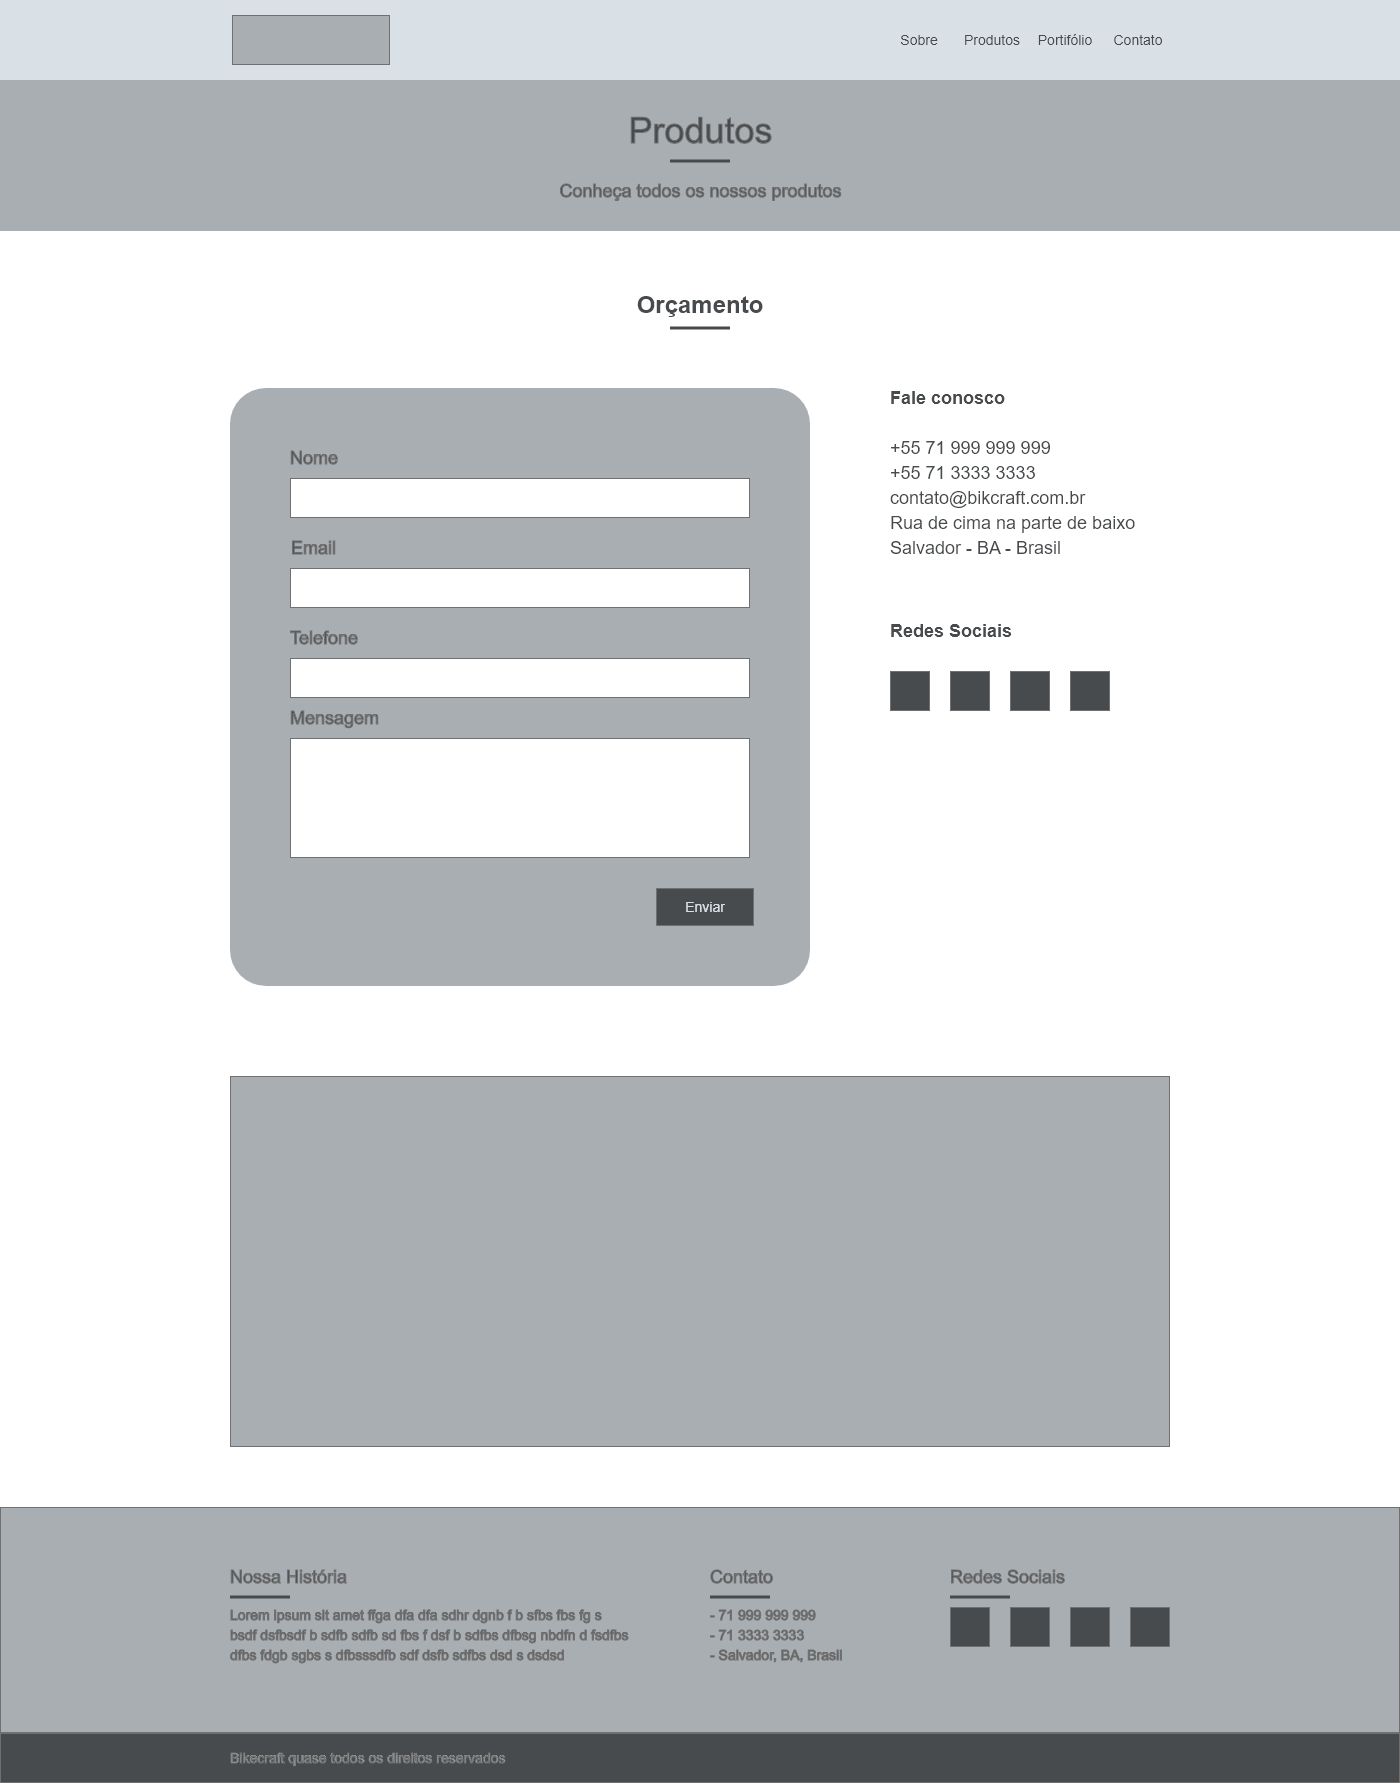 Sobre Produtos Portifólio Contato
Produtos
Conheça todos os nossos produtos
Orçamento
Nome
Email
Telefone
Mensagem
Enviar
Fale conosco
+55 71 999 999 999
+55 71 3333 3333
contato@bikcraft.com.br
Rua de cima na parte de baixo
Salvador - BA - Brasil
Redes Sociais
Nossa História
Lorem ipsum sit amet ffga dfa dfa sdhr dgnb f b sfbs fbs fg s
bsdf dsfbsdf b sdfb sdfb sd fbs f dsf b sdfbs dfbsg nbdfn d fsdfbs
dfbs fdgb sgbs s dfbsssdfb sdf dsfb sdfbs dsd s dsdsd
Contato
- 71 999 999 999
- 71 3333 3333
- Salvador, BA, Brasil
Redes Sociais
Bikecraft quase todos os direitos reservados